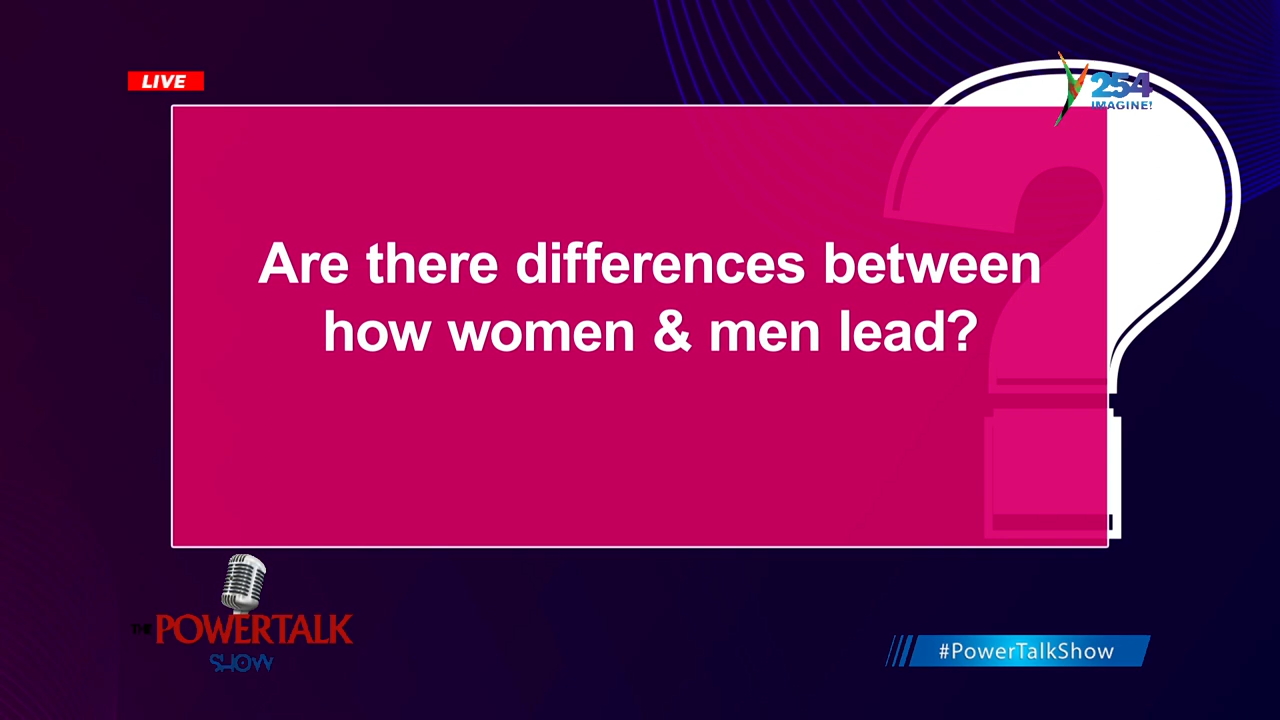 LIVE
254
IMAGINE!
Are there differences between
how women & men lead?
THE POWERTALK
SHOW
#PowerTalkShow